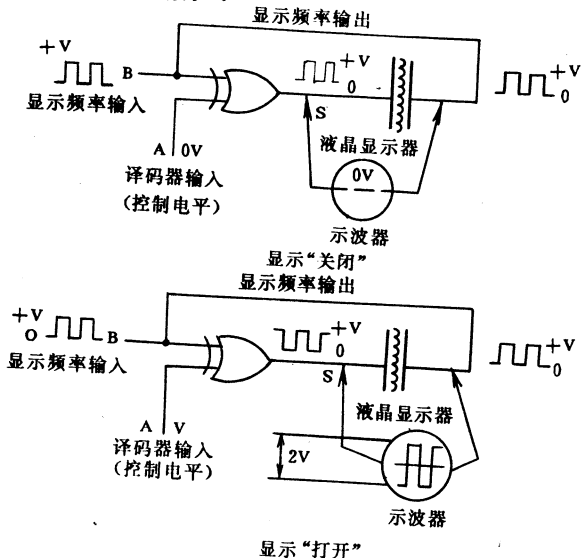 显示频率输出
+V
B
显示频率输入
+V
0
S
+V
0
A 0V
译码器输入
(控制电平)
液晶显示器
0V
示波器
显示“关闭”
显示频率输出
+V
O
B
显示频率输入
+V
0
S
+V
0
A V
译码器输入
(控制电平)
液晶显示器
2V
示波器
显示“打开”